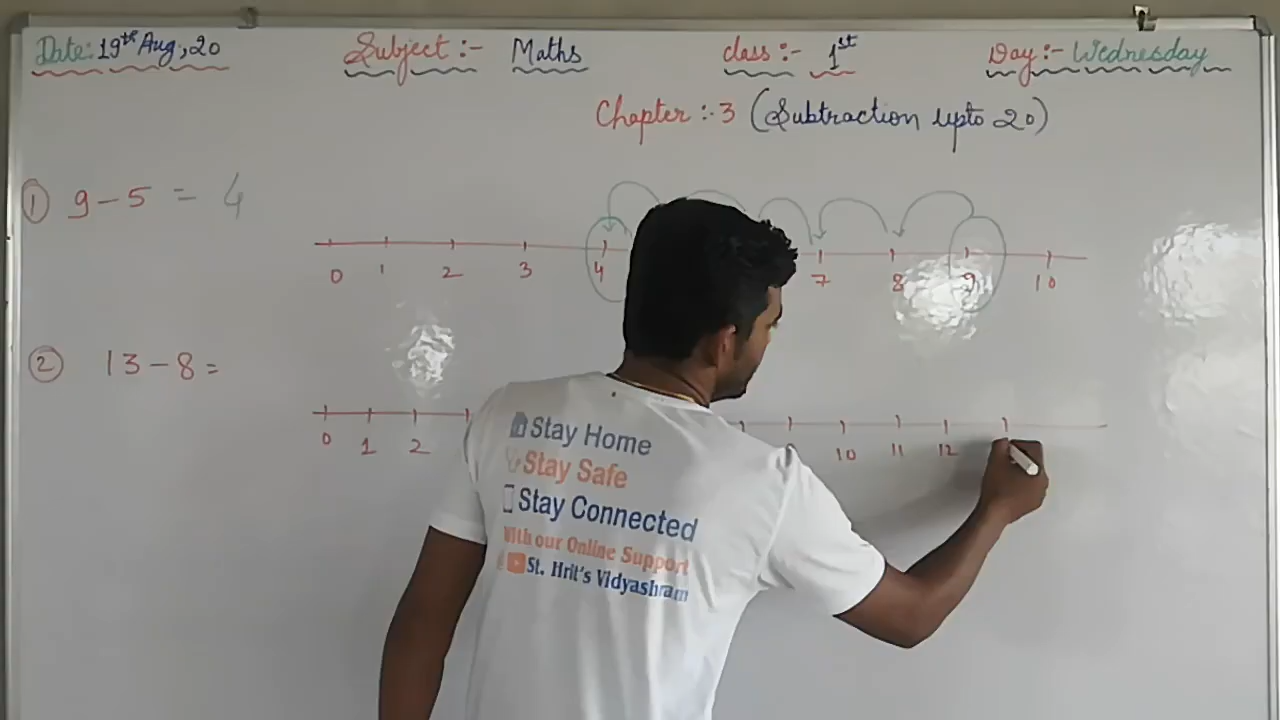 Date: 19th Aug, 20 Subject :- Maths class :- 1st Day :- Wednesday
Chapter :- 3 (Subtraction upto 20)
1 9-5 = 4
0 1 2 3 4 7 8 9 10
2 13-8=
0 1 2 9 10 11 12
Stay Home
Stay Safe
Stay Connected
With our Online Support
St. Hrit's Vidyashram